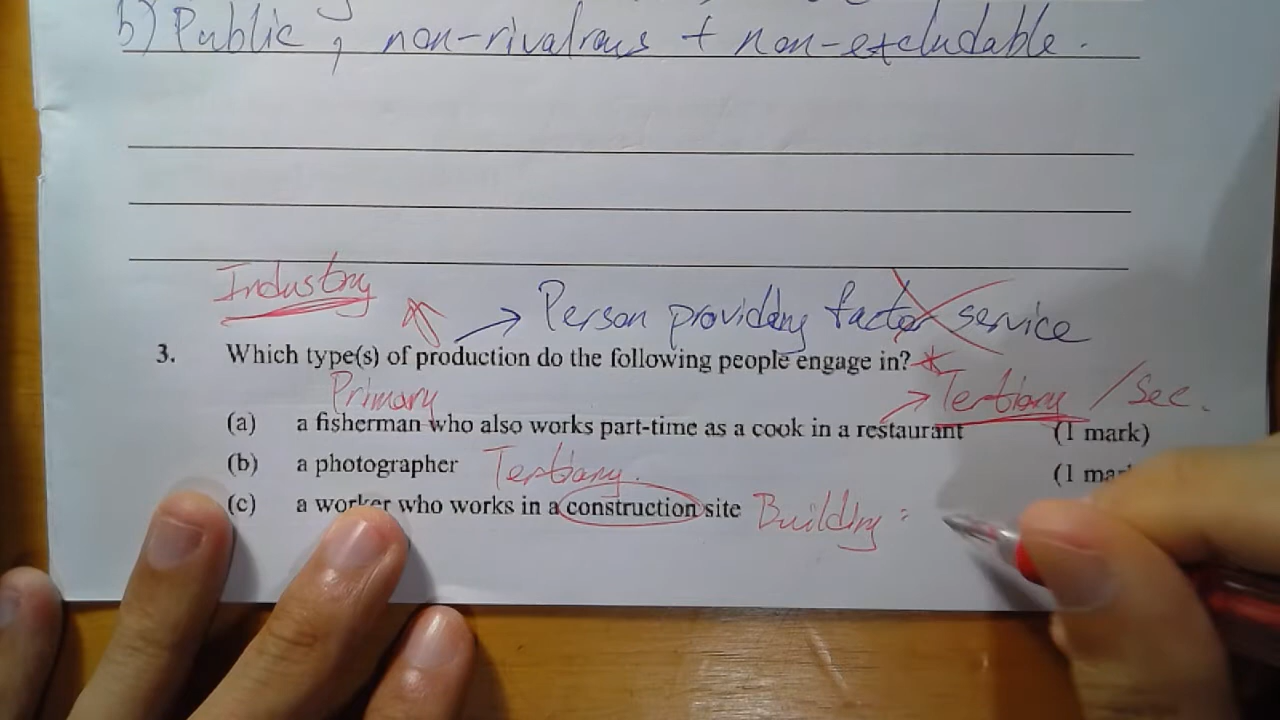 b) Public, non-rivalrous + non-excludable.
Industry
→ Person providing factor service
3. Which type(s) of production do the following people engage in?
Primary
→ Tertiary / Sec.
(a) a fisherman who also works part-time as a cook in a restaurant (1 mark)
(b) a photographer Tertiary. (1 mar
(c) a worker who works in a construction site Building :